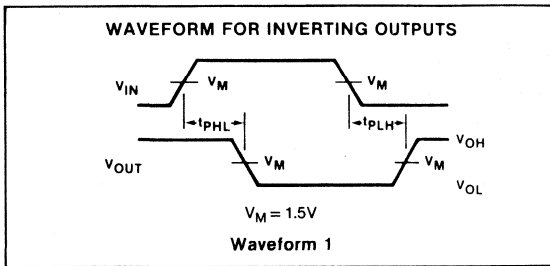 WAVEFORM FOR INVERTING OUTPUTS
VIN
VM
VM
tPHL
tPLH
VOUT
VM
VOH
VM
VOL
VM = 1.5V
Waveform 1